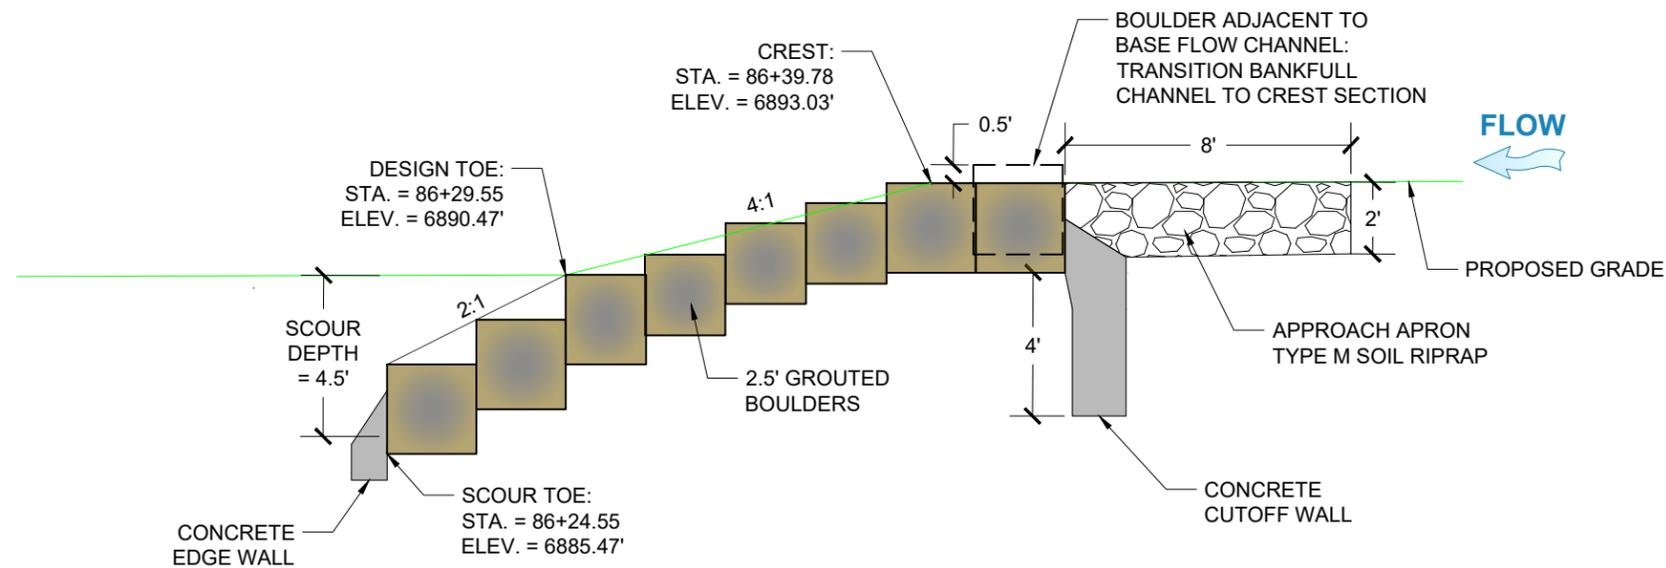 BOULDER ADJACENT TO
BASE FLOW CHANNEL:
TRANSITION BANKFULL
CHANNEL TO CREST SECTION
CREST:
STA. = 86+39.78
ELEV. = 6893.03'
0.5'
FLOW
8'
DESIGN TOE:
STA. = 86+29.55
ELEV. = 6890.47'
4:1
2'
PROPOSED GRADE
2:1
SCOUR
DEPTH
= 4.5'
4'
APPROACH APRON
TYPE M SOIL RIPRAP
2.5' GROUTED
BOULDERS
SCOUR TOE:
STA. = 86+24.55
ELEV. = 6885.47'
CONCRETE
CUTOFF WALL
CONCRETE
EDGE WALL